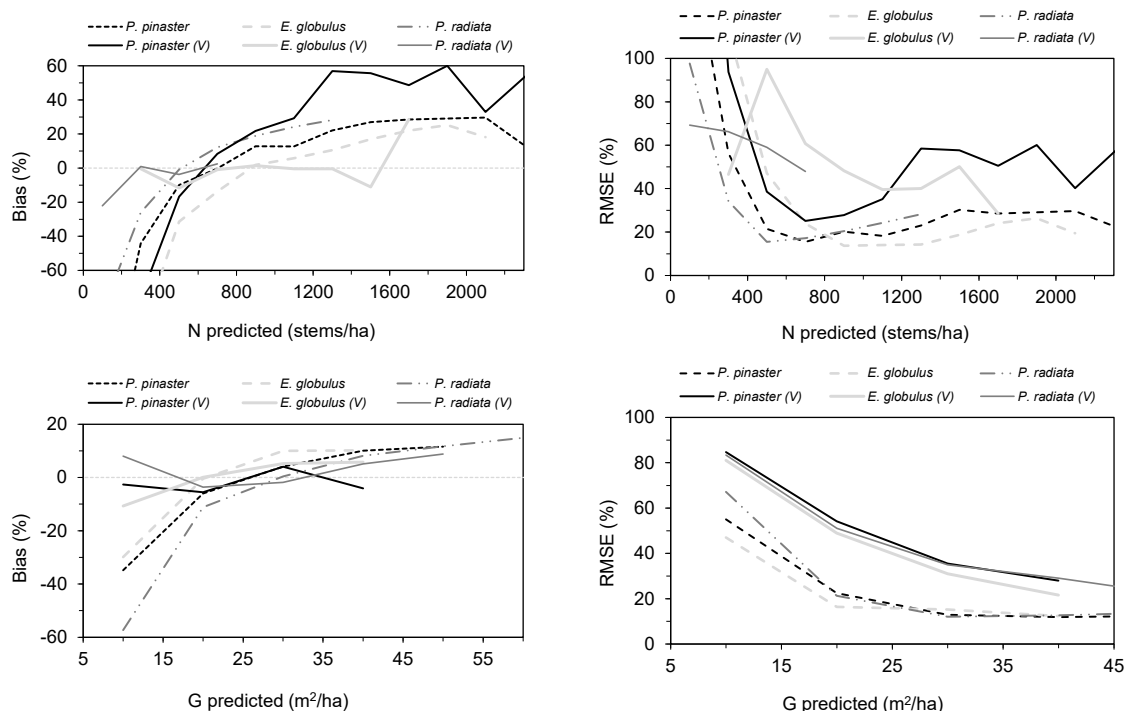 P. pinaster E. globulus P. radiata
P. pinaster (V) E. globulus (V) P. radiata (V)
60
40
20
0
-20
-40
-60
Bias (%)
0 400 800 1200 1600 2000
N predicted (stems/ha)
P. pinaster E. globulus P. radiata
P. pinaster (V) E. globulus (V) P. radiata (V)
100
80
60
40
20
0
RMSE (%)
0 400 800 1200 1600 2000
N predicted (stems/ha)
P. pinaster E. globulus P. radiata
P. pinaster (V) E. globulus (V) P. radiata (V)
20
0
-20
-40
-60
Bias (%)
5 15 25 35 45 55
G predicted (m²/ha)
P. pinaster E. globulus P. radiata
P. pinaster (V) E. globulus (V) P. radiata (V)
100
80
60
40
20
0
RMSE (%)
5 15 25 35 45
G predicted (m²/ha)